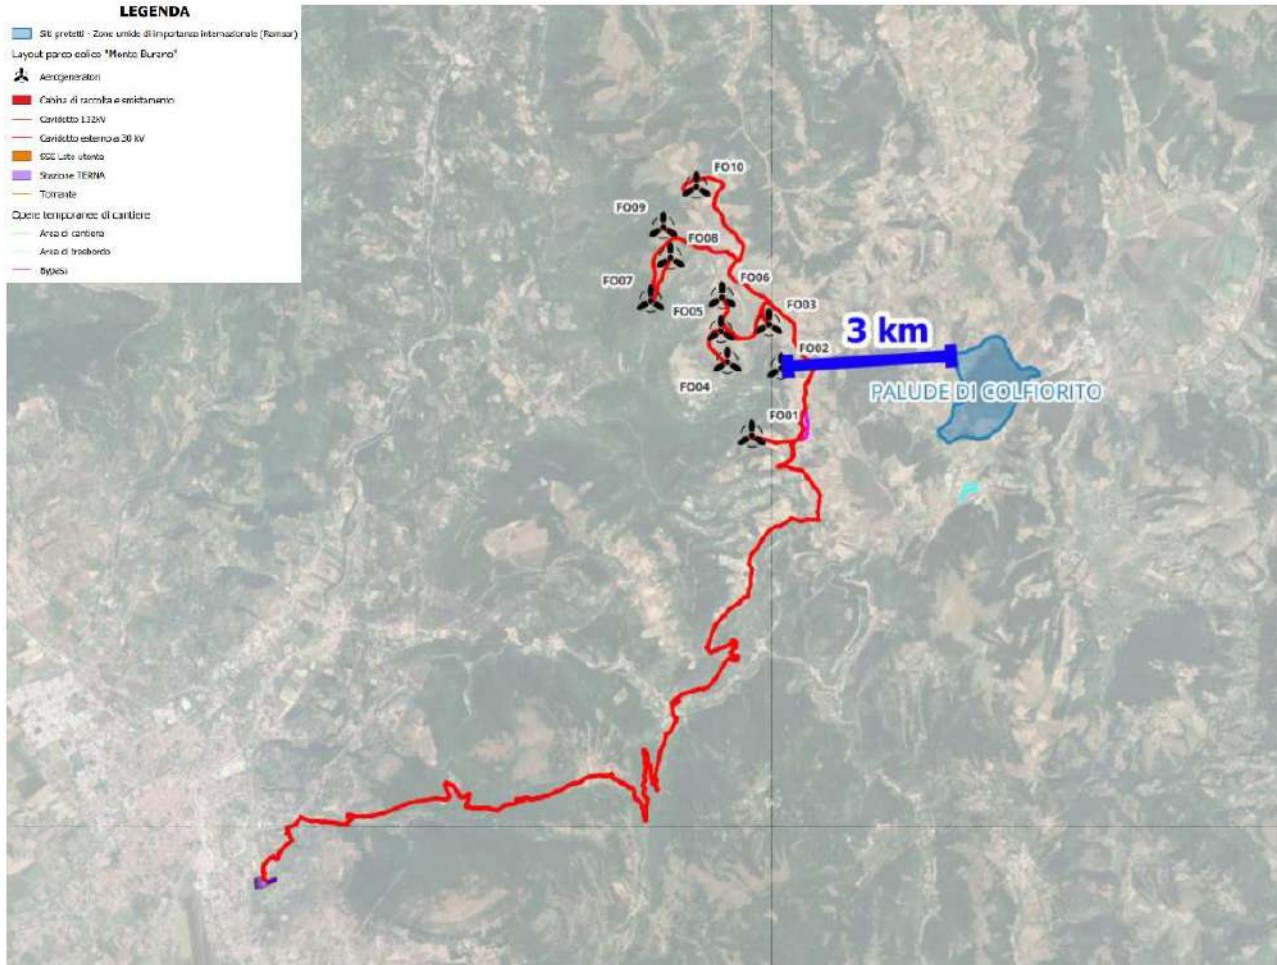 LEGENDA
Siti protetti - Zone umide di importanza internazionale (Ramsar)
Layout parco eolico "Monte Burano"
Aerogeneratori
Cabina di raccolta e smistamento
Cavidotto 132kV
Cavidotto esterno a 30 kV
SSE Lato utente
Stazione TERNA
Opere temporanee di cantiere
Area di cantiere
Area di trasbordo
Bypass
FO10
FO09
FO08
FO07
FO06
FO05
FO03
3 km
FO02
FO04
PALUDE DI COLFIORITO
FO01